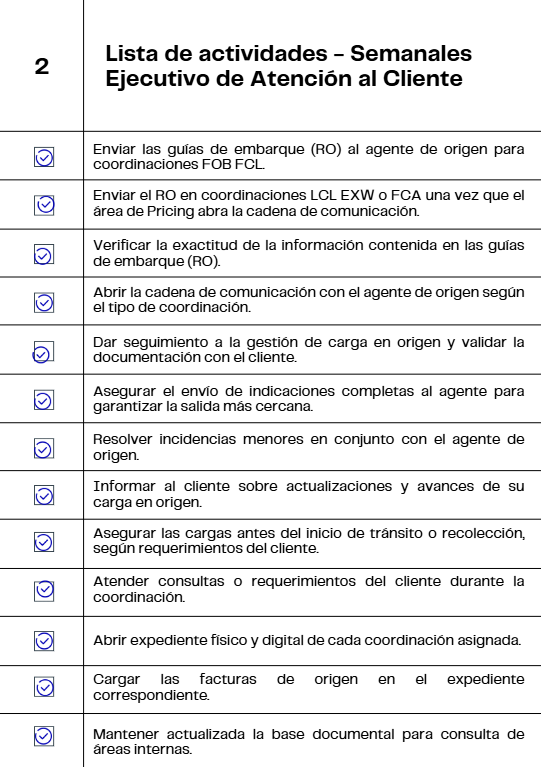 2
Lista de actividades – Semanales
Ejecutivo de Atención al Cliente
Enviar las guías de embarque (RO) al agente de origen para
coordinaciones FOB FCL.
Enviar el RO en coordinaciones LCL EXW o FCA una vez que el
área de Pricing abra la cadena de comunicación.
Verificar la exactitud de la información contenida en las guías
de embarque (RO).
Abrir la cadena de comunicación con el agente de origen según
el tipo de coordinación.
Dar seguimiento a la gestión de carga en origen y validar la
documentación con el cliente.
Asegurar el envío de indicaciones completas al agente para
garantizar la salida más cercana.
Resolver incidencias menores en conjunto con el agente de
origen.
Informar al cliente sobre actualizaciones y avances de su
carga en origen.
Asegurar las cargas antes del inicio de tránsito o recolección,
según requerimientos del cliente.
Atender consultas o requerimientos del cliente durante la
coordinación.
Abrir expediente físico y digital de cada coordinación asignada.
Cargar las facturas de origen en el expediente
correspondiente.
Mantener actualizada la base documental para consulta de
áreas internas.